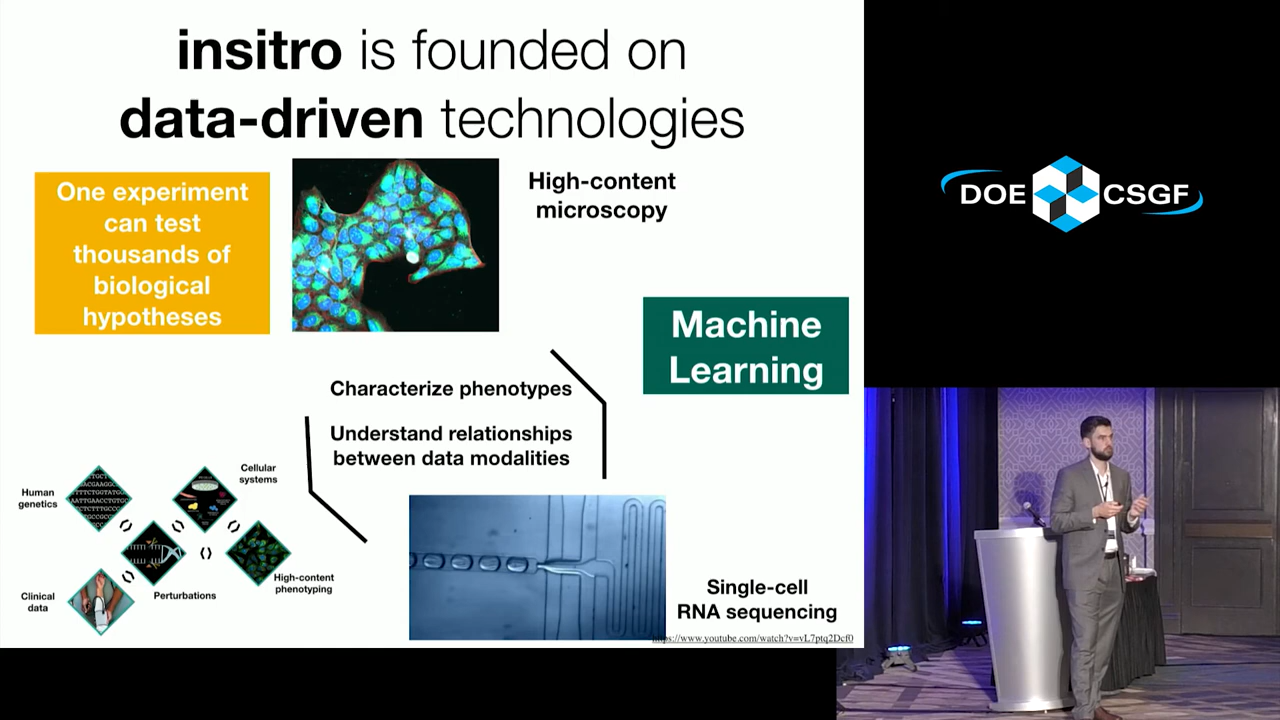 insitro is founded on
data-driven technologies
One experiment
can test
thousands of
biological
hypotheses
High-content
microscopy
Machine
Learning
Characterize phenotypes
Understand relationships
between data modalities
Human
genetics
Cellular
systems
Clinical
data
Perturbations
High-content
phenotyping
Single-cell
RNA sequencing
https://www.youtube.com/watch?v=vL7ptq2Dcf0
DOE CSGF